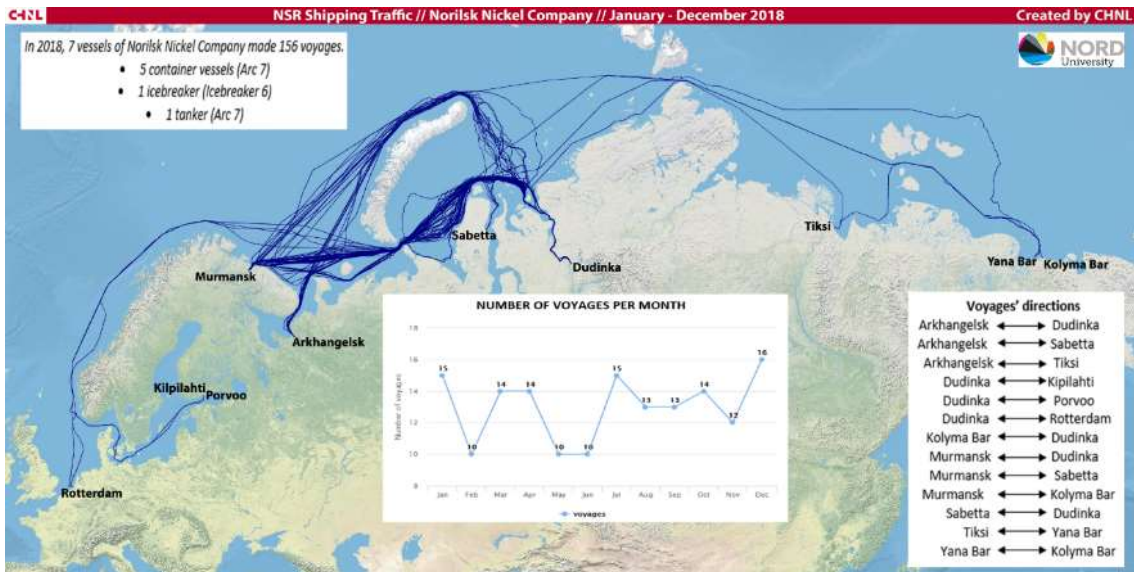 CHNL
NSR Shipping Traffic // Norilsk Nickel Company // January - December 2018
Created by CHNL
In 2018, 7 vessels of Norilsk Nickel Company made 156 voyages.
• 5 container vessels (Arc 7)
• 1 icebreaker (Icebreaker 6)
• 1 tanker (Arc 7)
NORD
University
Sabetta
Tiksi
Murmansk
Dudinka
Yana Bar
Kolyma Bar
Arkhangelsk
Kilpilahti
Porvoo
Rotterdam
NUMBER OF VOYAGES PER MONTH
Number of voyages
18
16
14
12
10
8
15
10
14
14
10
10
15
13
13
14
12
16
Jan
Feb
Mar
Apr
May
Jun
Jul
Aug
Sep
Oct
Nov
Dec
voyages
Voyages' directions
Arkhangelsk Dudinka
Arkhangelsk Sabetta
Arkhangelsk Tiksi
Dudinka Kipilahti
Dudinka Porvoo
Dudinka Rotterdam
Kolyma Bar Dudinka
Murmansk Dudinka
Murmansk Sabetta
Murmansk Kolyma Bar
Sabetta Dudinka
Tiksi Yana Bar
Yana Bar Kolyma Bar